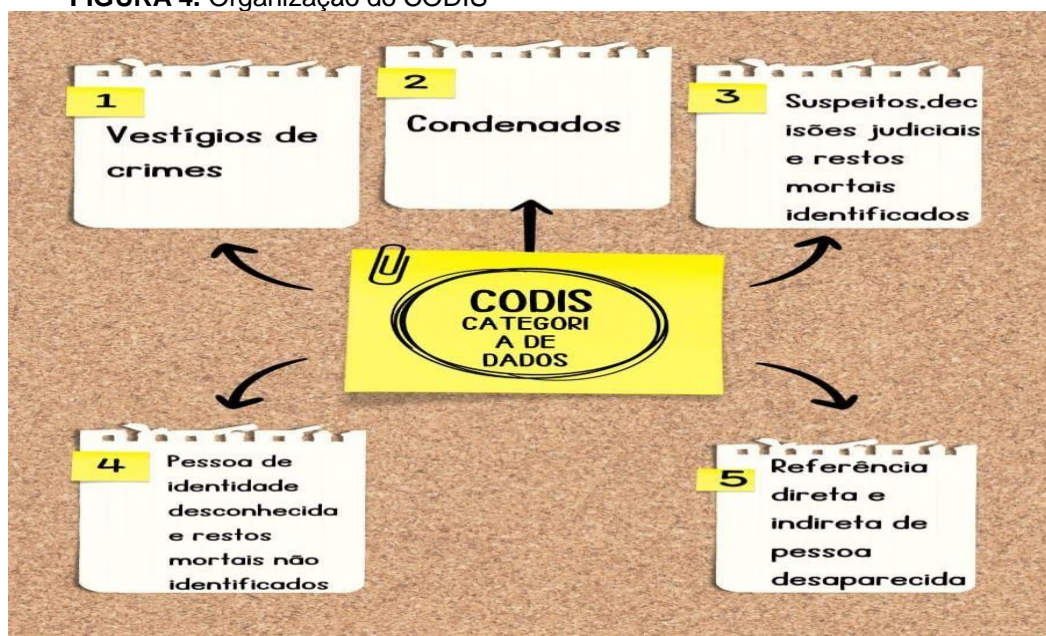 FIGURA 4. Organização do CODIS
1
Vestígios de
crimes
2
Condenados
3
Suspeitos,dec
isões judiciais
e restos
mortais
identificados
CODIS
CATEGORI
A DE
DADOS
4
Pessoa de
identidade
desconhecida
e restos
mortais não
identificados
5
Referência
direta e
indireta de
pessoa
desaparecida